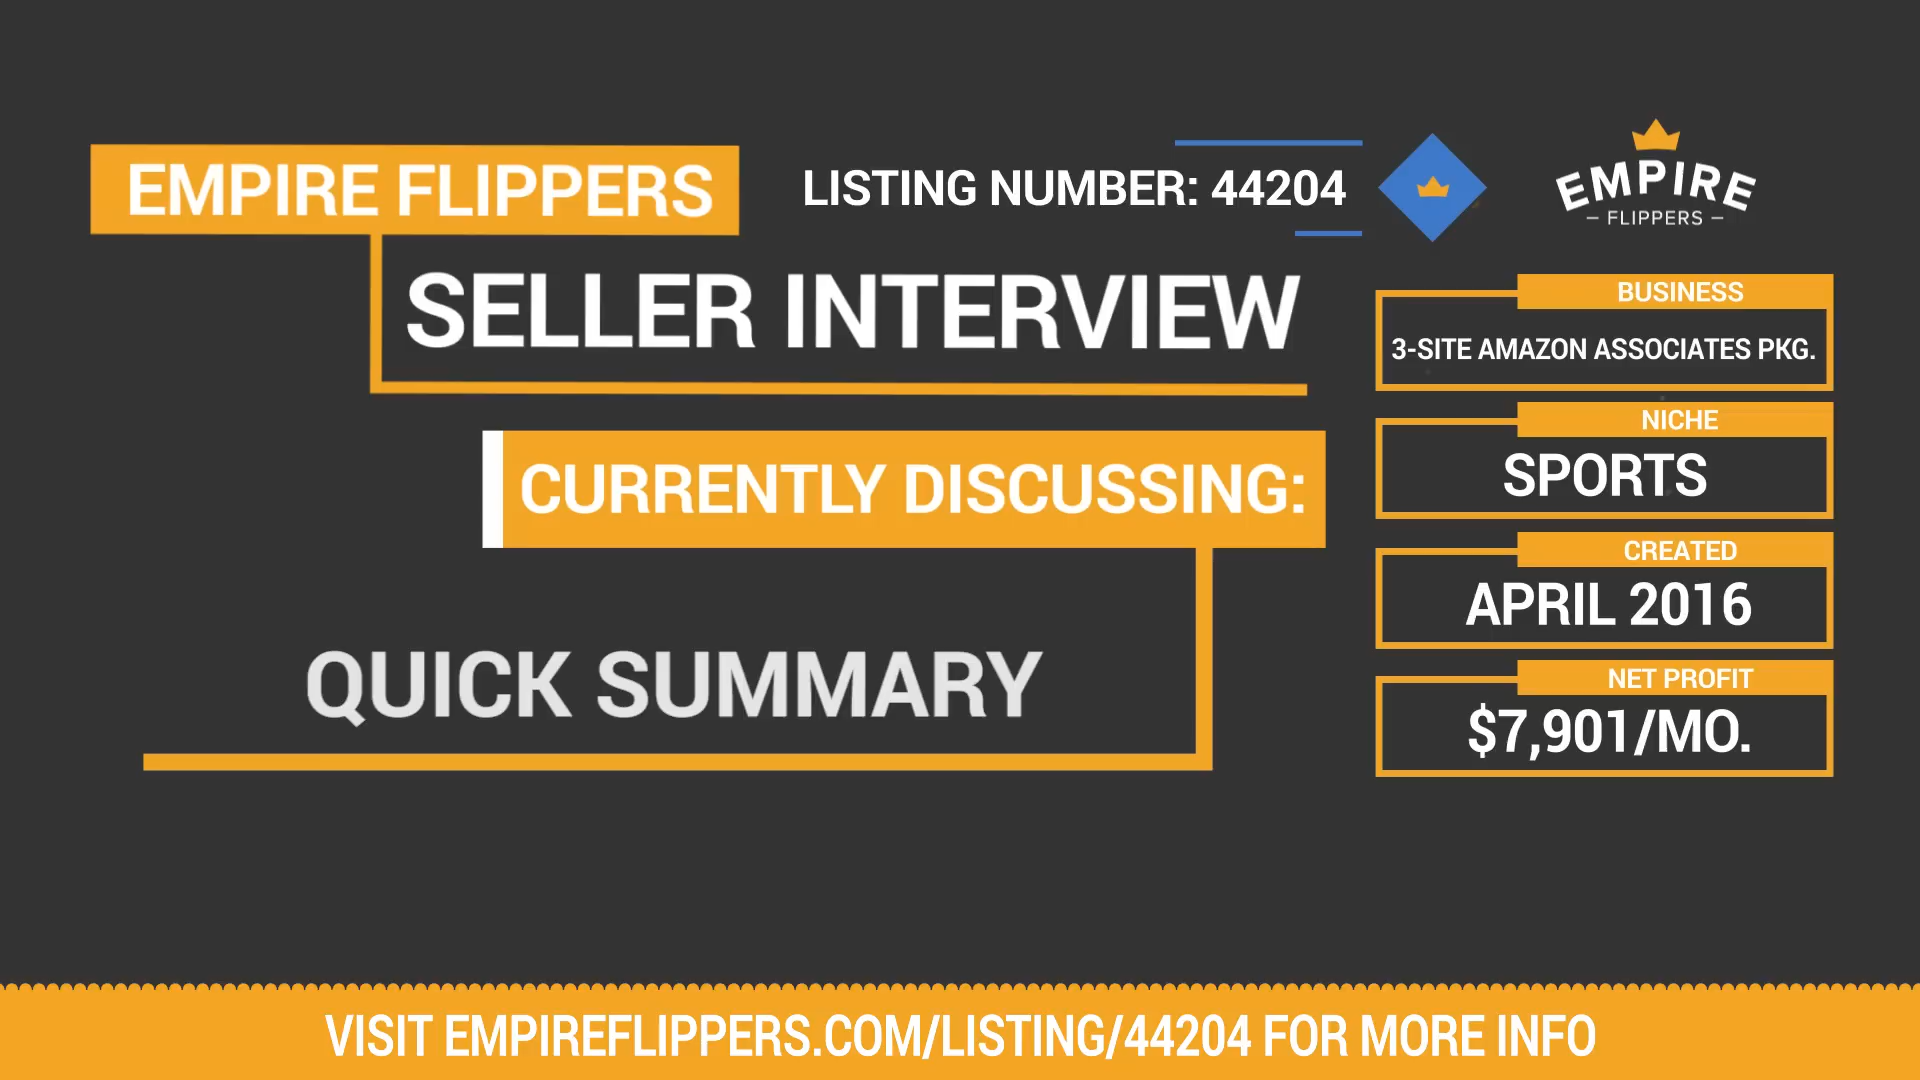 EMPIRE FLIPPERS
SELLER INTERVIEW
LISTING NUMBER: 44204
EMPIRE
– FLIPPERS –
CURRENTLY DISCUSSING:
QUICK SUMMARY
BUSINESS
3-SITE AMAZON ASSOCIATES PKG.
NICHE
SPORTS
CREATED
APRIL 2016
NET PROFIT
$7,901/MO.
VISIT EMPIREFLIPPERS.COM/LISTING/44204 FOR MORE INFO